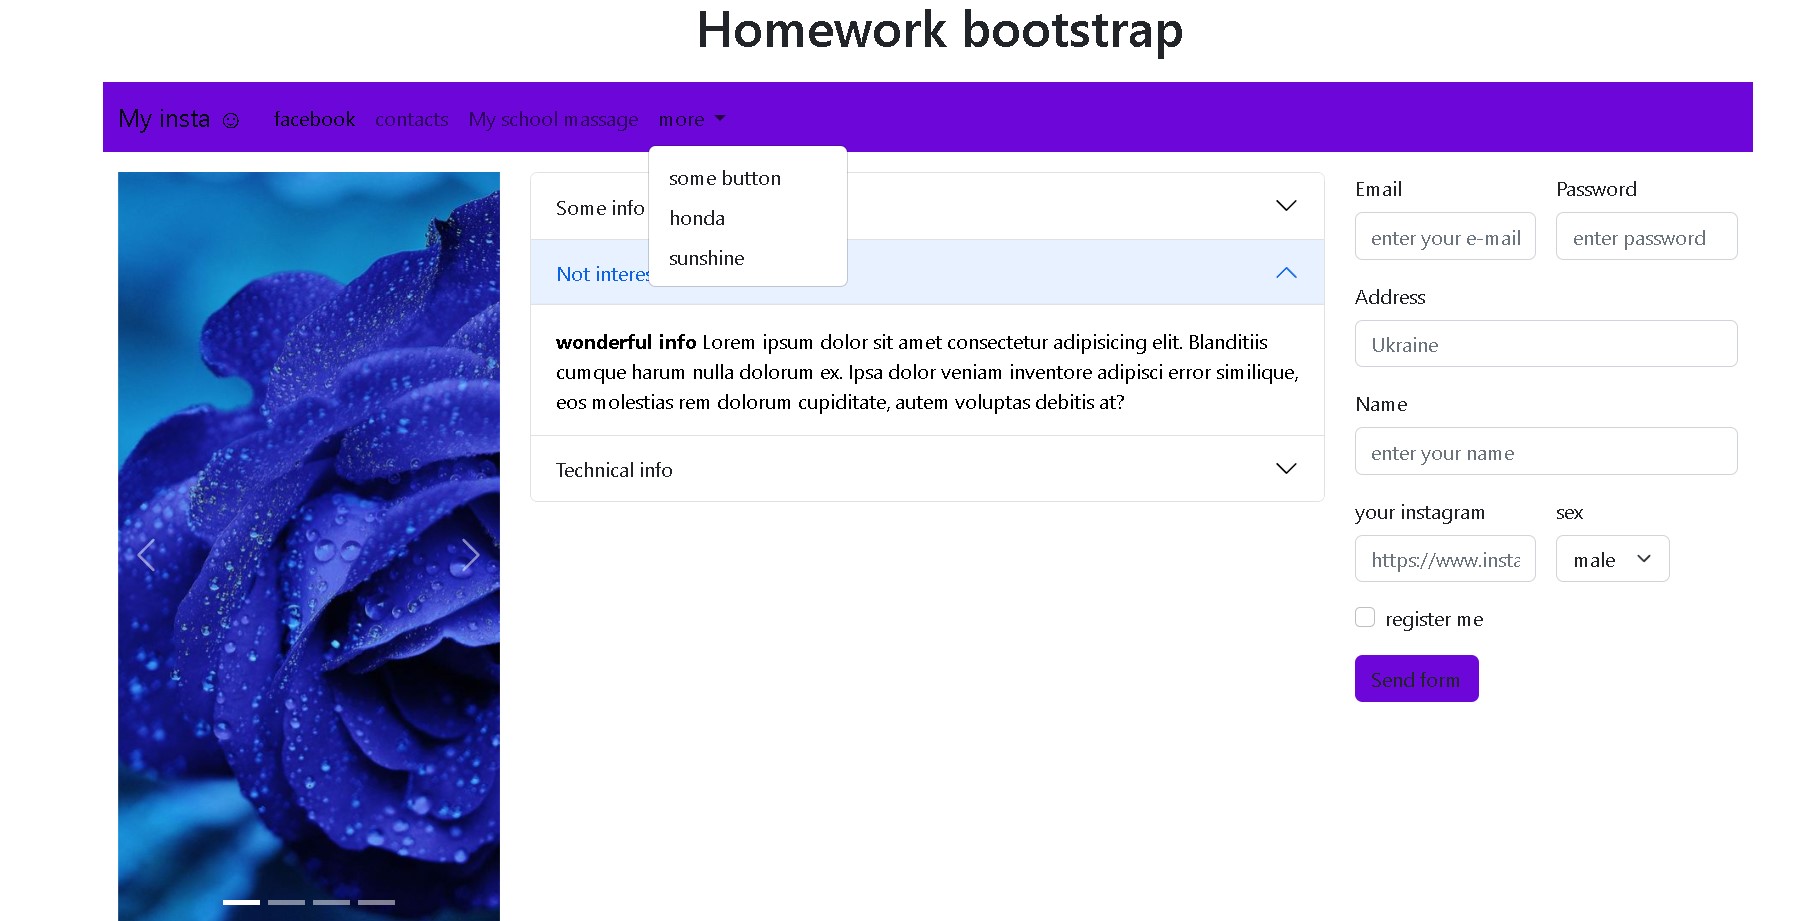 Homework bootstrap
My insta ☺ facebook contacts My school massage more
some button
honda
sunshine
Some info
Not interes
wonderful info Lorem ipsum dolor sit amet consectetur adipisicing elit. Blanditiis
cumque harum nulla dolorum ex. Ipsa dolor veniam inventore adipisci error similique,
eos molestias rem dolorum cupiditate, autem voluptas debitis at?
Technical info
Email Password
enter your e-mail enter password
Address
Ukraine
Name
enter your name
your instagram sex
https://www.insta male
register me
Send form